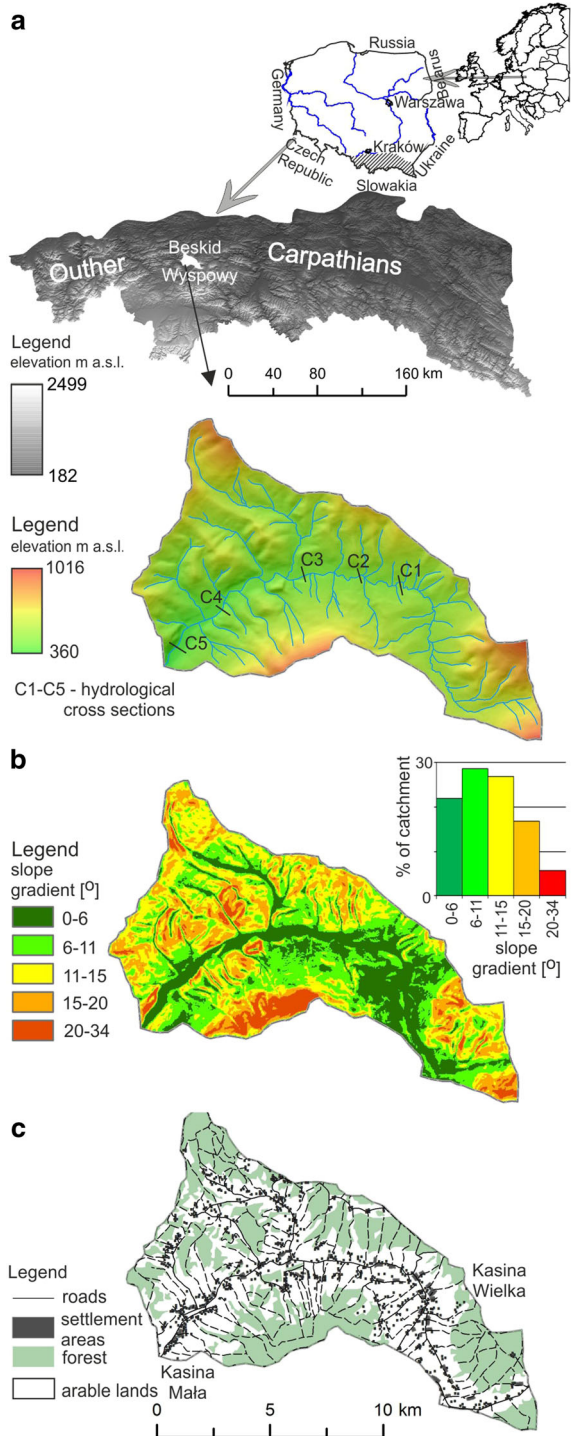 a
Russia
Belarus
Germany
Warszawa
Kraków
Ukraine
Czech
Republic
Slovakia
Outher
Beskid
Wyspowy
Carpathians
Legend
elevation m a.s.l.
2499
182
0 40 80 160 km
Legend
elevation m a.s.l.
1016
360
C3
C2
C1
C4
C5
C1-C5 - hydrological
cross sections
b
Legend
slope
gradient [º]
0-6
6-11
11-15
15-20
20-34
30
% of catchment
0
0-6
6-11
11-15
15-20
20-34
slope
gradient [º]
c
Legend
roads
settlement
areas
forest
arable lands
Kasina
Wielka
Kasina
Mała
0 5 10 km